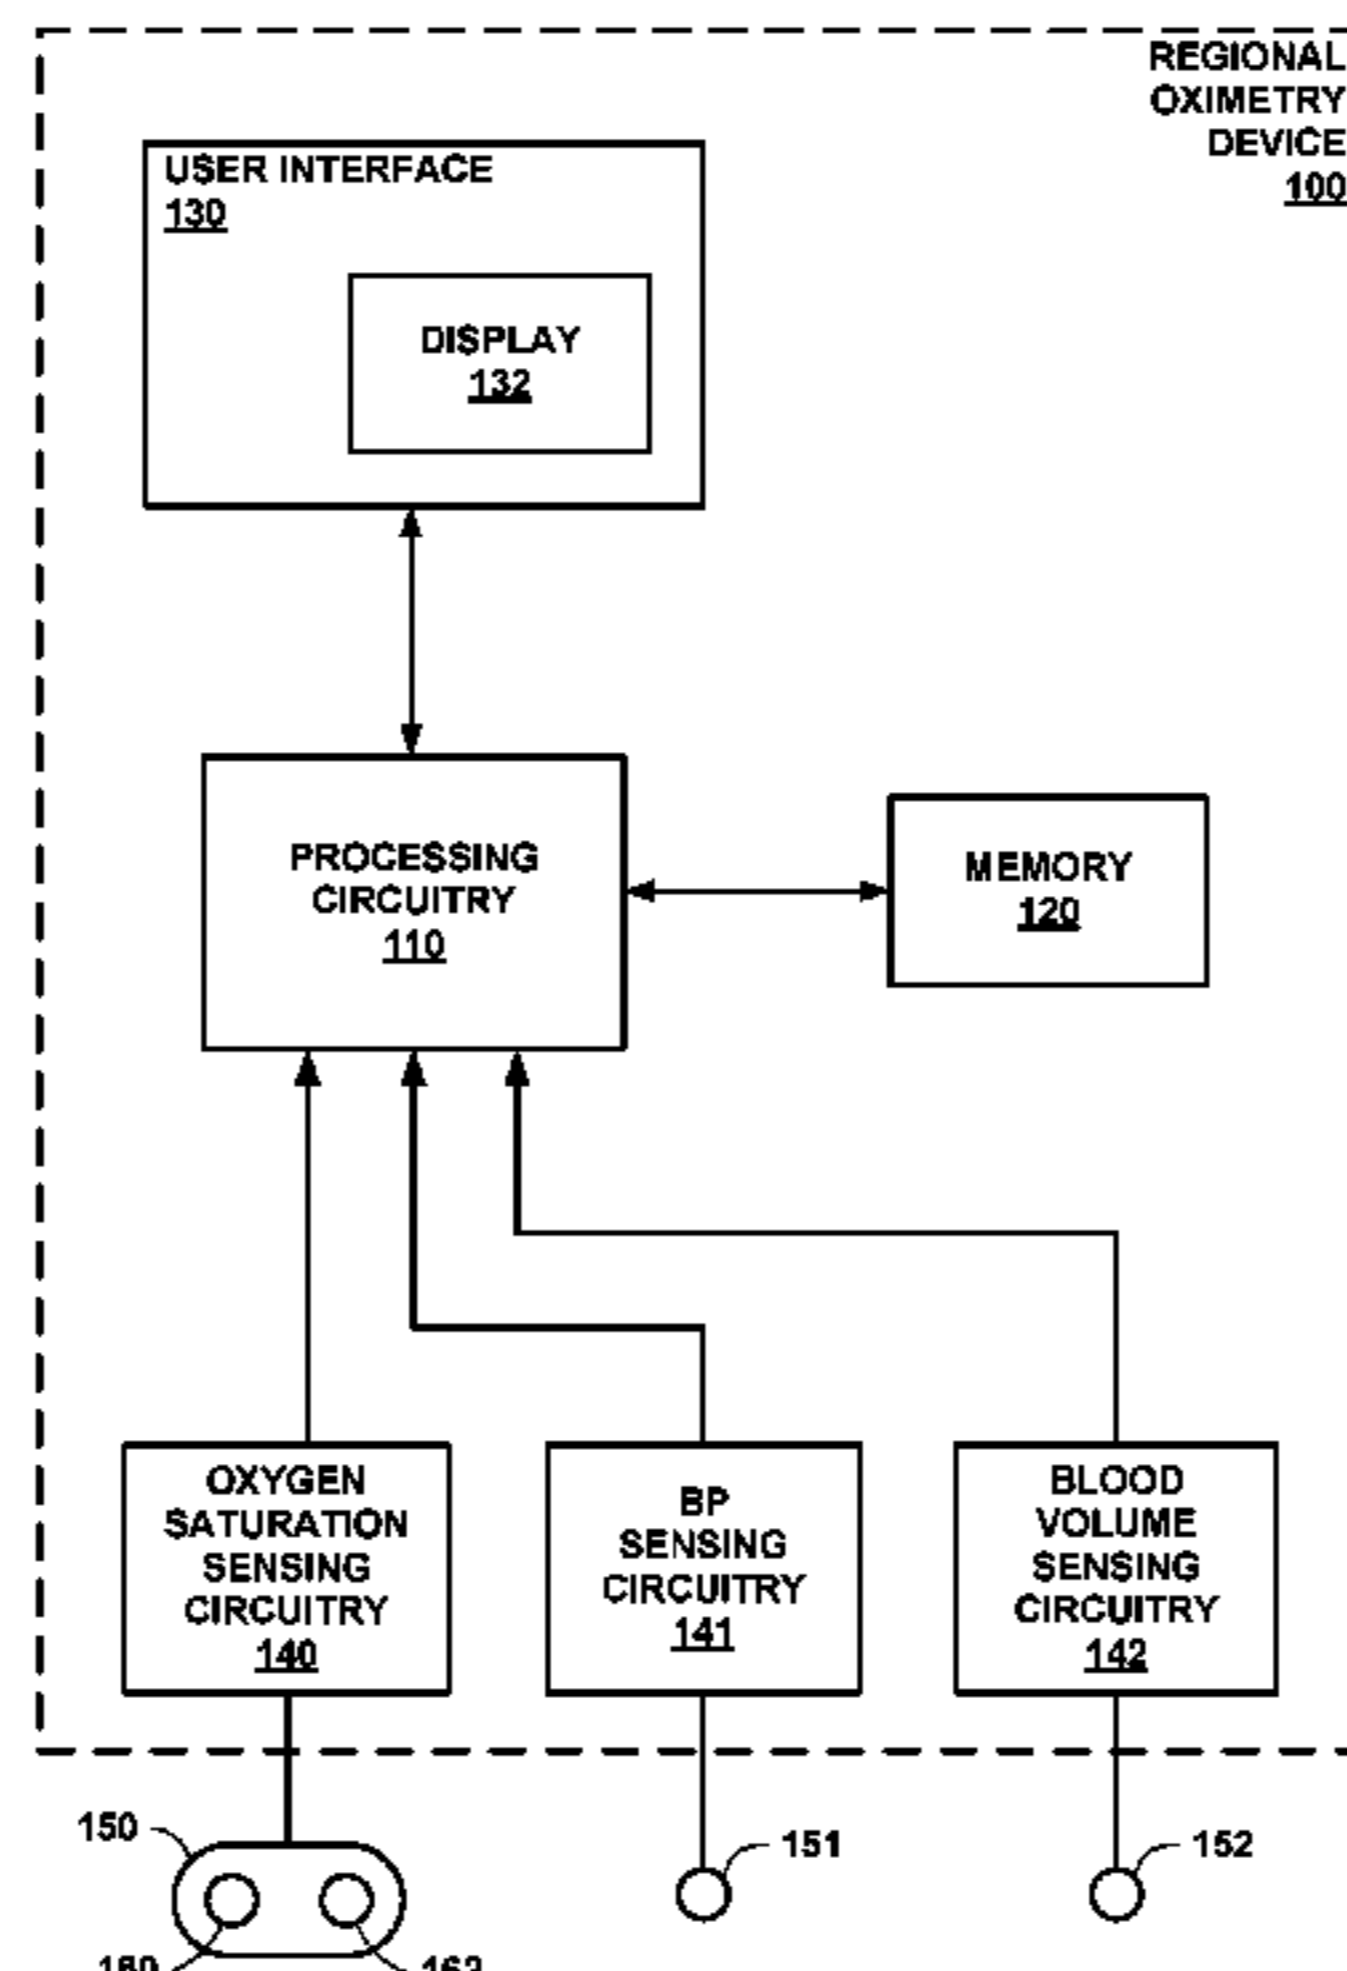 REGIONAL
OXIMETRY
DEVICE
100
USER INTERFACE
130
DISPLAY
132
PROCESSING
CIRCUITRY
110
MEMORY
120
OXYGEN
SATURATION
SENSING
CIRCUITRY
140
BP
SENSING
CIRCUITRY
141
BLOOD
VOLUME
SENSING
CIRCUITRY
142
150
151
152